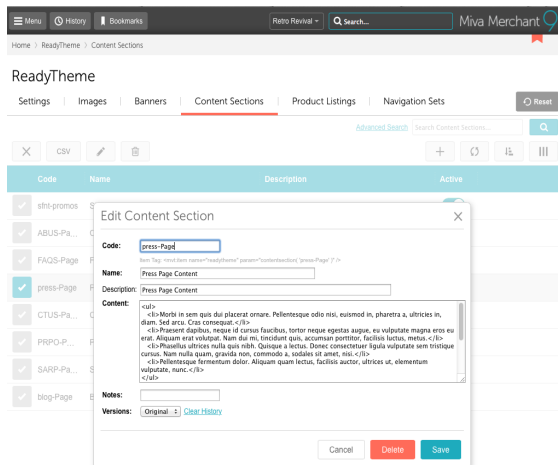 Menu History Bookmarks Retro Revival Search... Miva Merchant 9
Home > ReadyTheme > Content Sections
ReadyTheme
Settings Images Banners Content Sections Product Listings Navigation Sets Reset
Advanced Search Search Content Sections...
CSV
Code Name Description Active
sfnt-promos S
Edit Content Section
ABUS-Pa... C
Code: press-Page
Item Tag: <mvt:item name="readytheme" param="contentsection( 'press-Page' )" />
FAQS-Page F
Name: Press Page Content
press-Page F
Description: Press Page Content
Content: <ul>
<li>Morbi in sem quis dui placerat ornare. Pellentesque odio nisi, euismod in, pharetra a, ultricies in,
diam. Sed arcu. Cras consequat.</li>
CTUS-Pa... C
<li>Praesent dapibus, neque id cursus faucibus, tortor neque egestas augue, eu vulputate magna eros eu
erat. Aliquam erat volutpat. Nam dui mi, tincidunt quis, accumsan porttitor, facilisis luctus, metus.</li>
PRPO-P... F
<li>Phasellus ultrices nulla quis nibh. Quisque a lectus. Donec consectetuer ligula vulputate sem tristique
cursus. Nam nulla quam, gravida non, commodo a, sodales sit amet, nisi.</li>
SARP-Pa... S
<li>Pellentesque fermentum dolor. Aliquam quam lectus, facilisis auctor, ultrices ut, elementum
vulputate, nunc.</li>
</ul>
blog-Page B
Notes:
Versions: Original Clear History
Cancel Delete Save